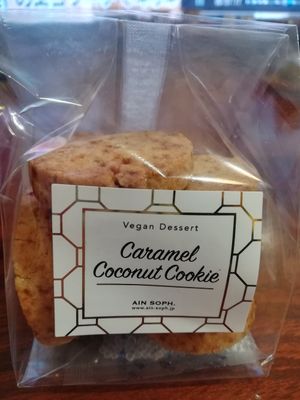 Vegan Dessert
Caramel
Coconut Cookie
AIN SOPH.
www.ain-soph.jp